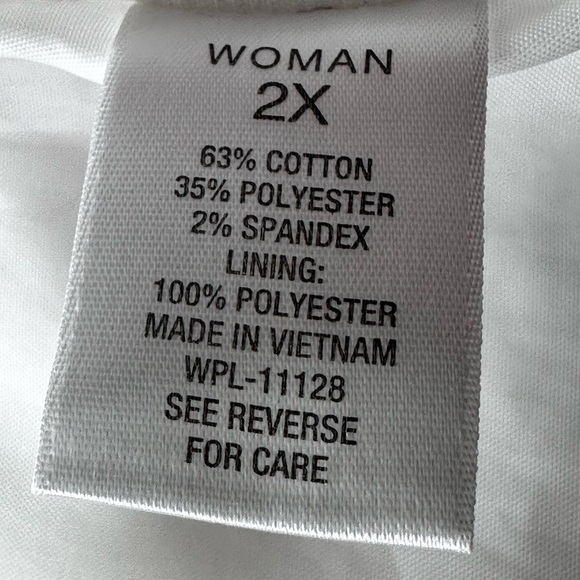 WOMAN
2X
63% COTTON
35% POLYESTER
2% SPANDEX
LINING:
100% POLYESTER
MADE IN VIETNAM
WPL-11128
SEE REVERSE
FOR CARE